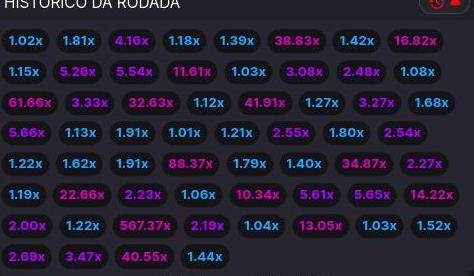 HISTÓRICO DA RODADA
1.02x 1.81x 4.16x 1.18x 1.39x 38.83x 1.42x 16.82x
1.15x 5.26x 5.54x 11.61x 1.03x 3.08x 2.48x 1.08x
61.66x 3.33x 32.63x 1.12x 41.91x 1.27x 3.27x 1.68x
5.66x 1.13x 1.91x 1.01x 1.21x 2.55x 1.80x 2.54x
1.22x 1.62x 1.91x 88.37x 1.79x 1.40x 34.87x 2.27x
1.19x 22.66x 2.23x 1.06x 10.34x 5.61x 5.65x 14.22x
2.00x 1.22x 567.37x 2.19x 1.04x 13.05x 1.03x 1.52x
2.69x 3.47x 40.55x 1.44x